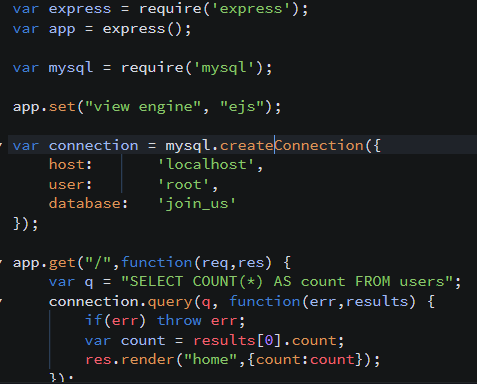 var express = require('express');
var app = express();
var mysql = require('mysql');
app.set("view engine", "ejs");
var connection = mysql.createConnection({
host: 'localhost',
user: 'root',
database: 'join_us'
});
app.get("/",function(req,res) {
var q = "SELECT COUNT(*) AS count FROM users";
connection.query(q, function(err,results) {
if(err) throw err;
var count = results[0].count;
res.render("home",{count:count});
});